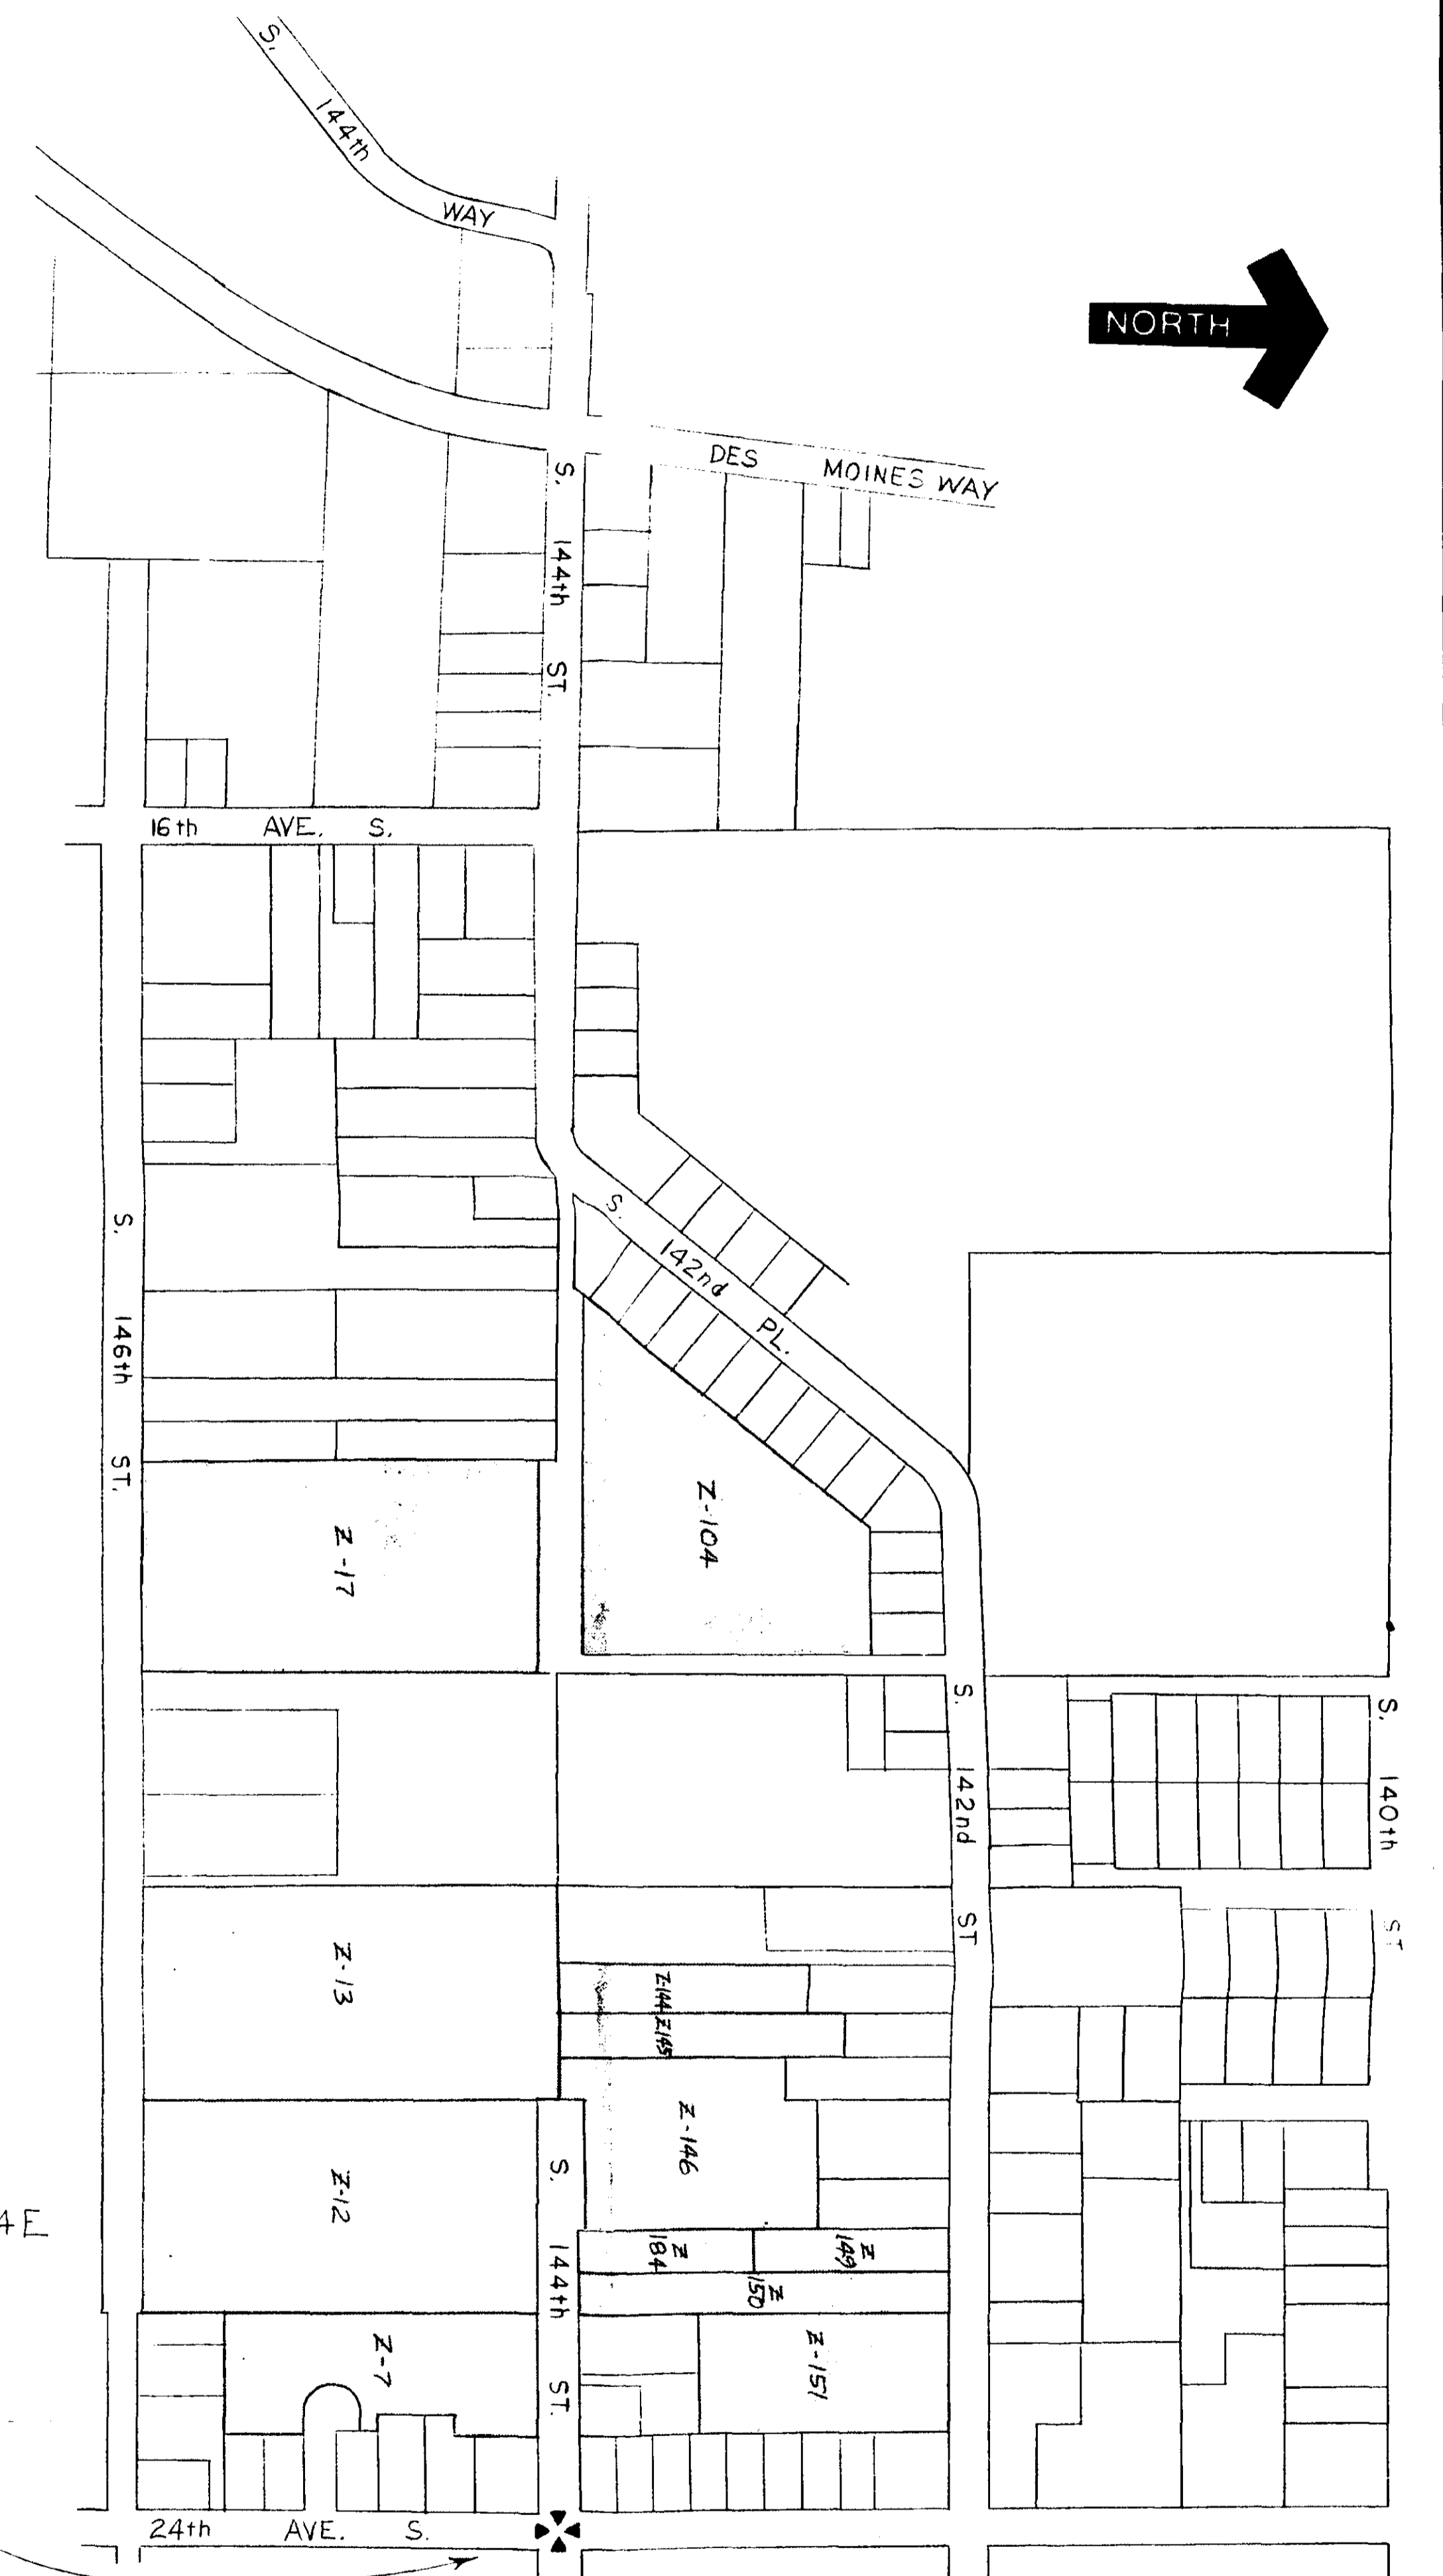 S. 144th WAY
NORTH
DES MOINES WAY
S. 144th ST.
16th AVE. S.
S. 142nd PL.
S. 146th ST.
Z-104
Z-17
S. 142nd ST
S. 140th ST
Z-13
Z-144
Z145
Z-146
Z-12
S. 144th ST.
Z 184
Z 149
Z 150
Z-7
Z-151
4E
24th AVE. S.